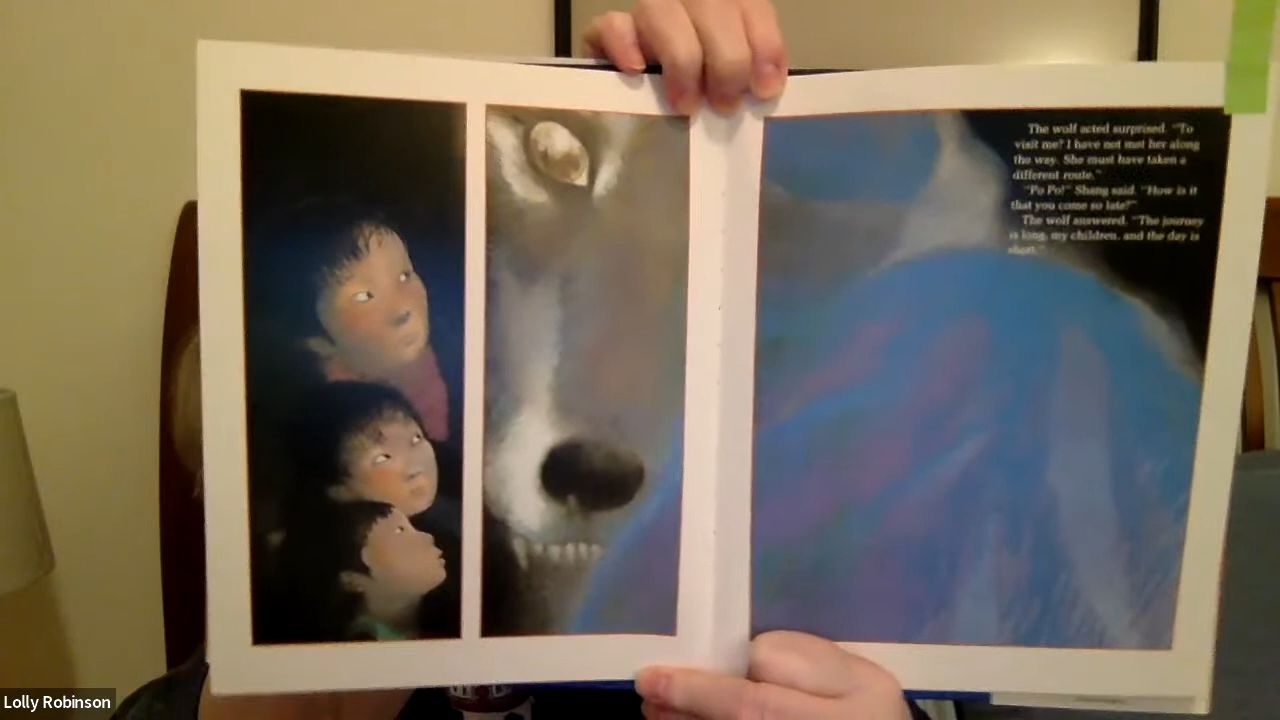 The wolf acted surprised. "To
visit me? I have not met her along
the way. She must have taken a
different route."
"Po Po!" Shang said. "How is it
that you come so late?"
The wolf answered, "The journey
is long, my children, and the day is
short."
Lolly Robinson